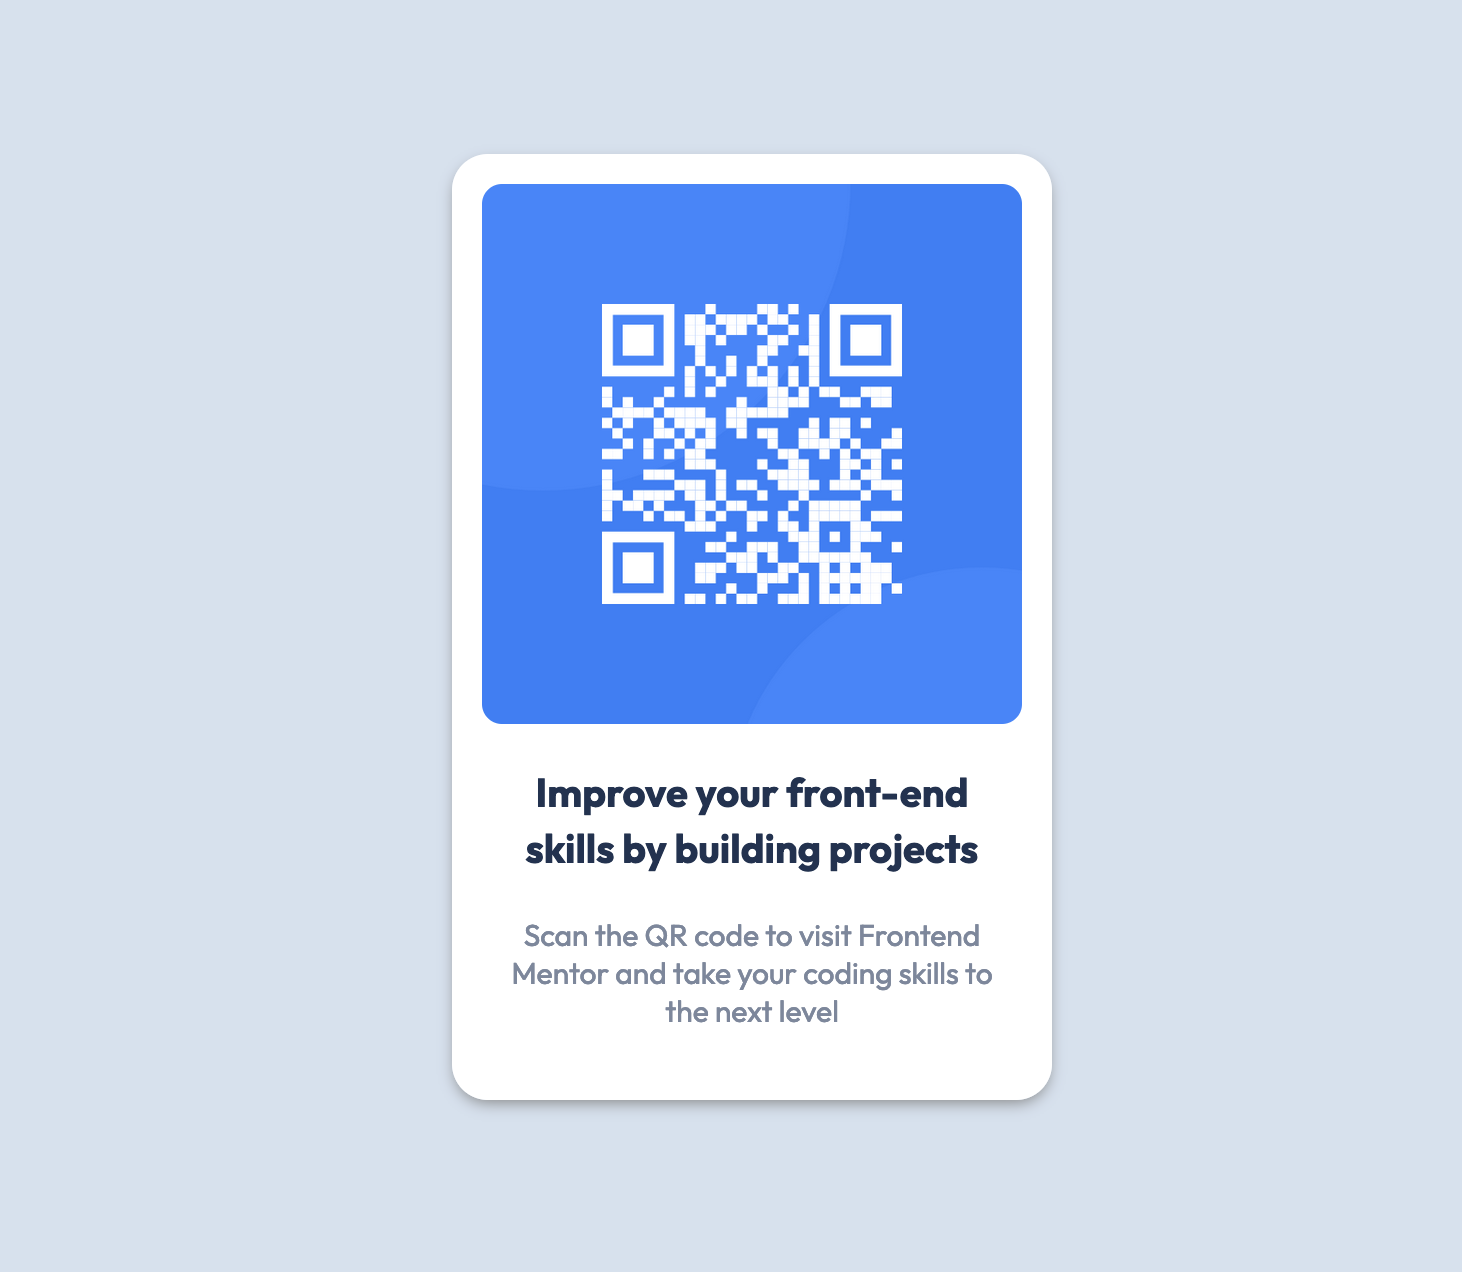 Improve your front-end
skills by building projects
Scan the QR code to visit Frontend
Mentor and take your coding skills to
the next level